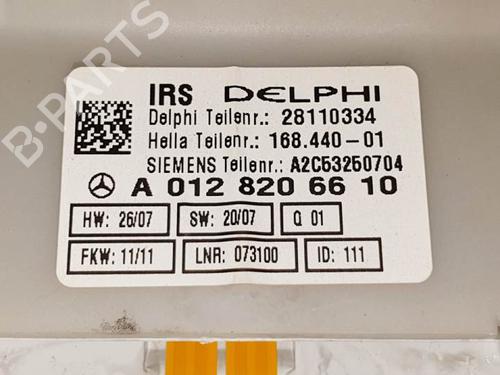 IRS DELPHI
Delphi Teilenr.: 28110334
Hella Teilenr.: 168.440-01
SIEMENS Teilenr.: A2C53250704
A 012 820 66 10
HW: 26/07 SW: 20/07 Q 01
FKW: 11/11 LNR: 073100 ID: 111
B-PARTS